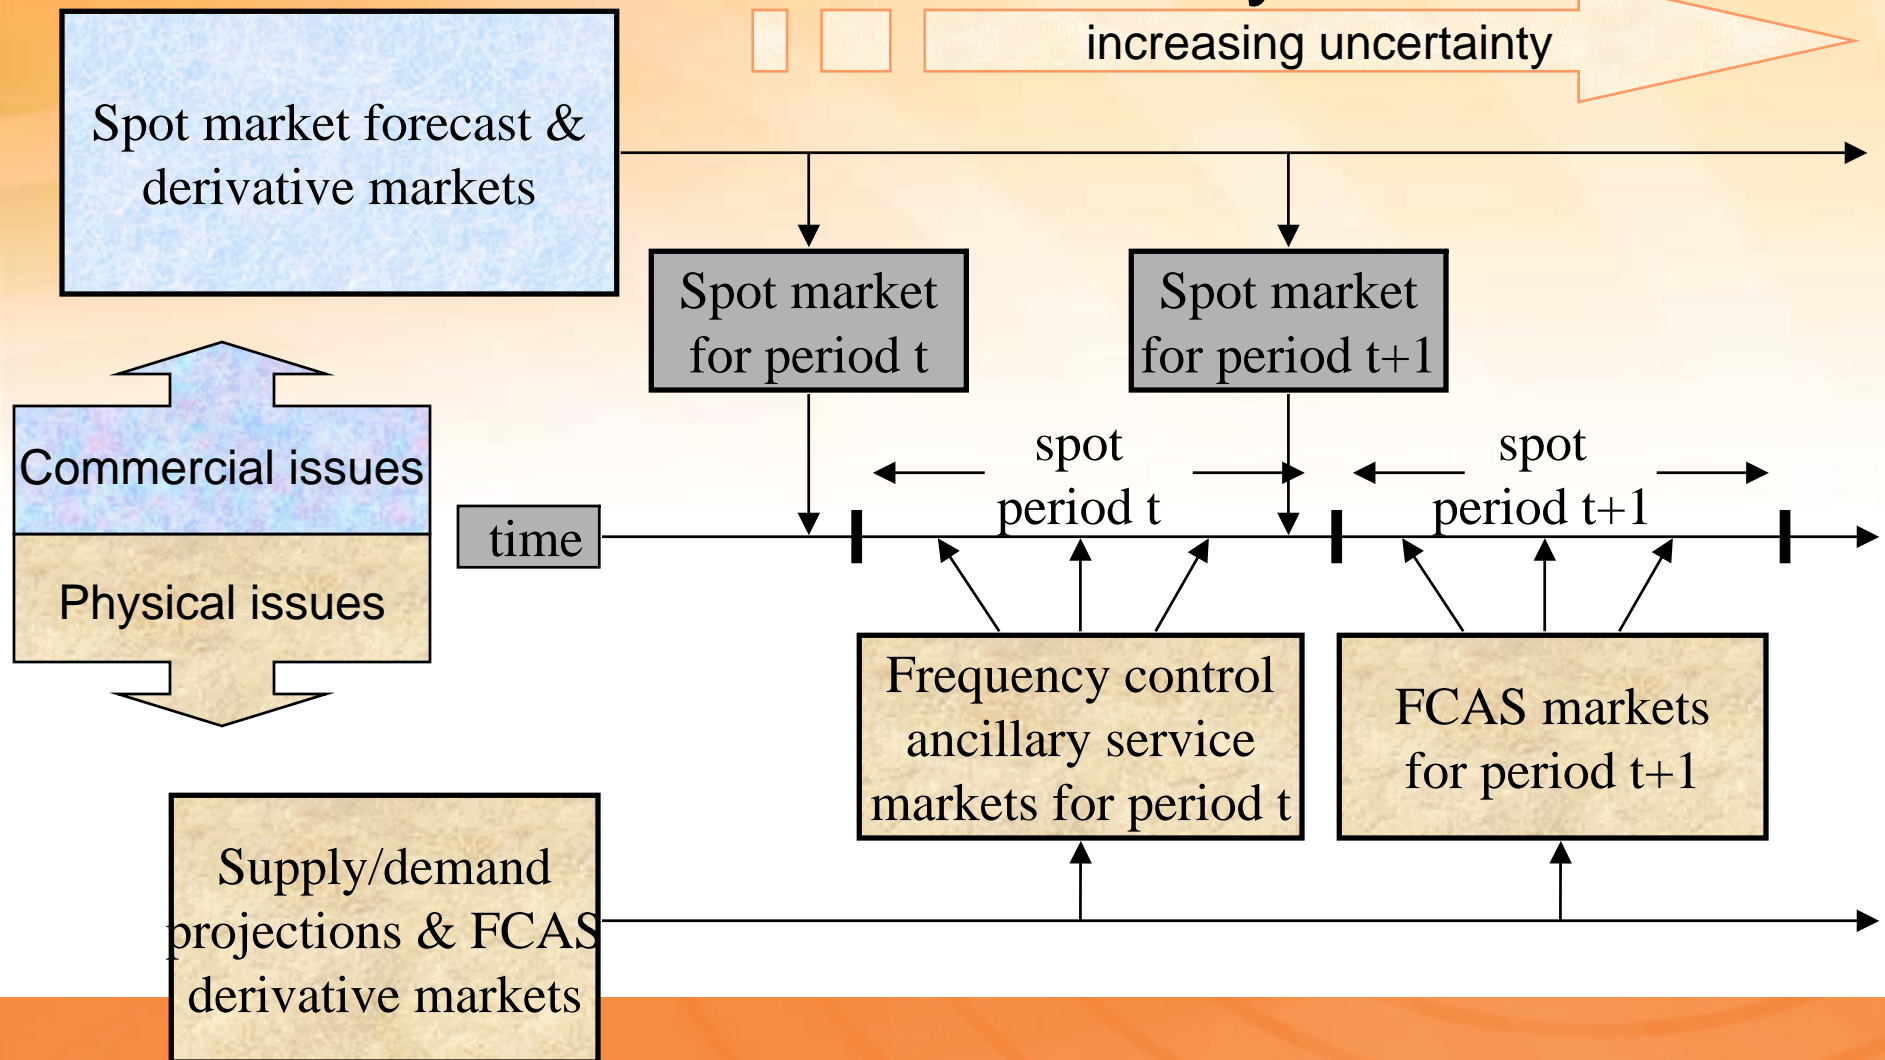 increasing uncertainty
Spot market forecast &
derivative markets
Spot market
for period t
Spot market
for period t+1
Commercial issues
Physical issues
time
spot
period t
spot
period t+1
Frequency control
ancillary service
markets for period t
FCAS markets
for period t+1
Supply/demand
projections & FCAS
derivative markets